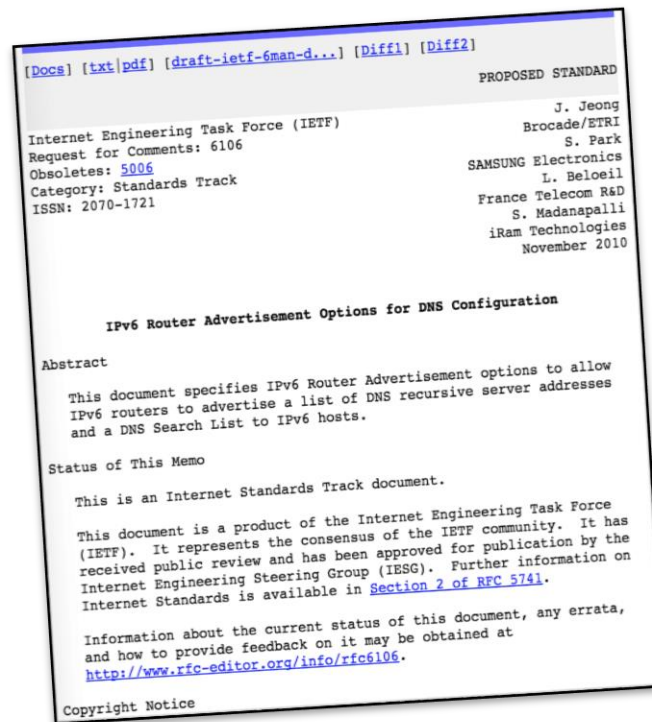 [Docs] [txt|pdf] [draft-ietf-6man-d...] [Diff1] [Diff2]
PROPOSED STANDARD
Internet Engineering Task Force (IETF)
Request for Comments: 6106
Obsoletes: 5006
Category: Standards Track
ISSN: 2070-1721
J. Jeong
Brocade/ETRI
S. Park
SAMSUNG Electronics
L. Beloeil
France Telecom R&D
S. Madanapalli
iRam Technologies
November 2010
IPv6 Router Advertisement Options for DNS Configuration
Abstract
This document specifies IPv6 Router Advertisement options to allow
IPv6 routers to advertise a list of DNS recursive server addresses
and a DNS Search List to IPv6 hosts.
Status of This Memo
This is an Internet Standards Track document.
This document is a product of the Internet Engineering Task Force
(IETF). It represents the consensus of the IETF community. It has
received public review and has been approved for publication by the
Internet Engineering Steering Group (IESG). Further information on
Internet Standards is available in Section 2 of RFC 5741.
Information about the current status of this document, any errata,
and how to provide feedback on it may be obtained at
http://www.rfc-editor.org/info/rfc6106.
Copyright Notice